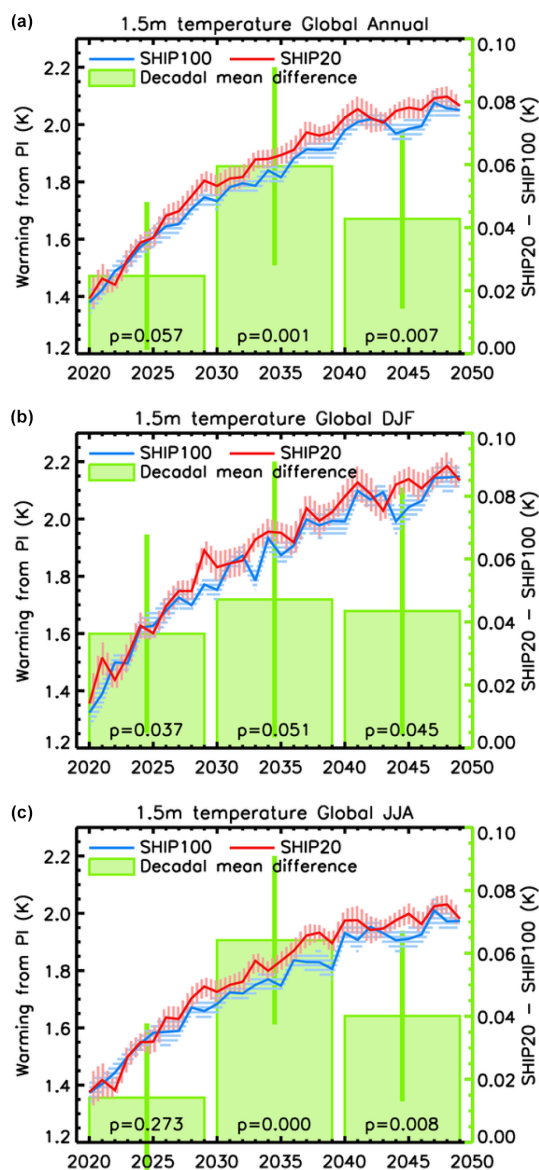 (a)
1.5m temperature Global Annual
SHIP100 SHIP20
Decadal mean difference
Warming from PI (K)
2.2
2.0
1.8
1.6
1.4
1.2
0.10
0.08
0.06
0.04
0.02
0.00
SHIP20 − SHIP100 (K)
p=0.057 p=0.001 p=0.007
2020 2025 2030 2035 2040 2045 2050
(b)
1.5m temperature Global DJF
SHIP100 SHIP20
Decadal mean difference
Warming from PI (K)
2.2
2.0
1.8
1.6
1.4
1.2
0.10
0.08
0.06
0.04
0.02
0.00
SHIP20 − SHIP100 (K)
p=0.037 p=0.051 p=0.045
2020 2025 2030 2035 2040 2045 2050
(c)
1.5m temperature Global JJA
SHIP100 SHIP20
Decadal mean difference
Warming from PI (K)
2.2
2.0
1.8
1.6
1.4
1.2
0.10
0.08
0.06
0.04
0.02
0.00
SHIP20 − SHIP100 (K)
p=0.273 p=0.000 p=0.008
2020 2025 2030 2035 2040 2045 2050